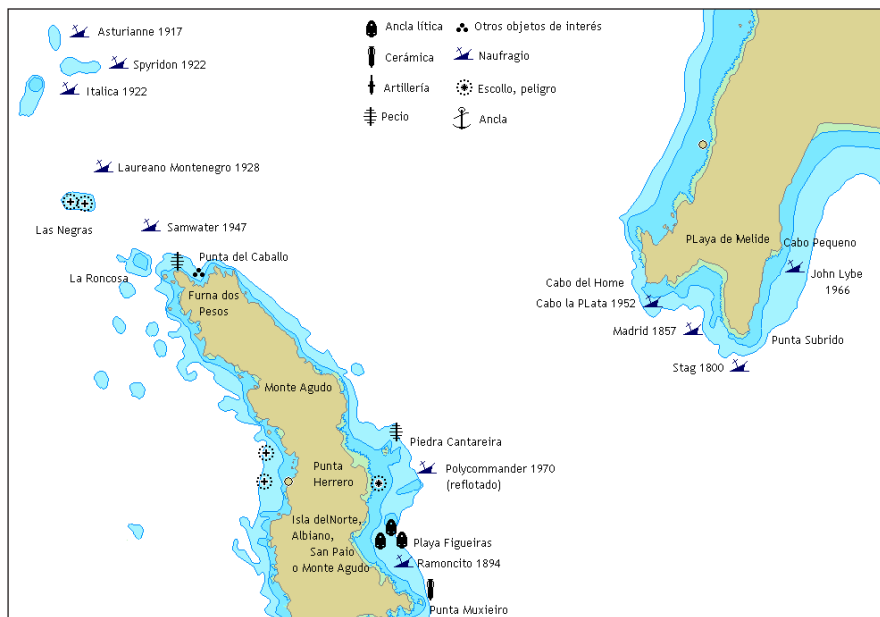 Asturianne 1917
Spyridon 1922
Italica 1922
Laureano Montenegro 1928
Las Negras
Samwater 1947
La Roncosa
Punta del Caballo
Furna dos
Pesos
Monte Agudo
Punta
Herrero
Isla delNorte,
Albiano,
San Paio
o Monte Agudo
Piedra Cantareira
Polycommander 1970
(reflotado)
Playa Figueiras
Ramoncito 1894
Punta Muxieiro
Ancla lítica
Cerámica
Artillería
Pecio
Otros objetos de interés
Naufragio
Escollo, peligro
Ancla
PLaya de Melide
Cabo Pequeno
John Lybe
1966
Cabo del Home
Cabo la PLata 1952
Madrid 1857
Stag 1800
Punta Subrido